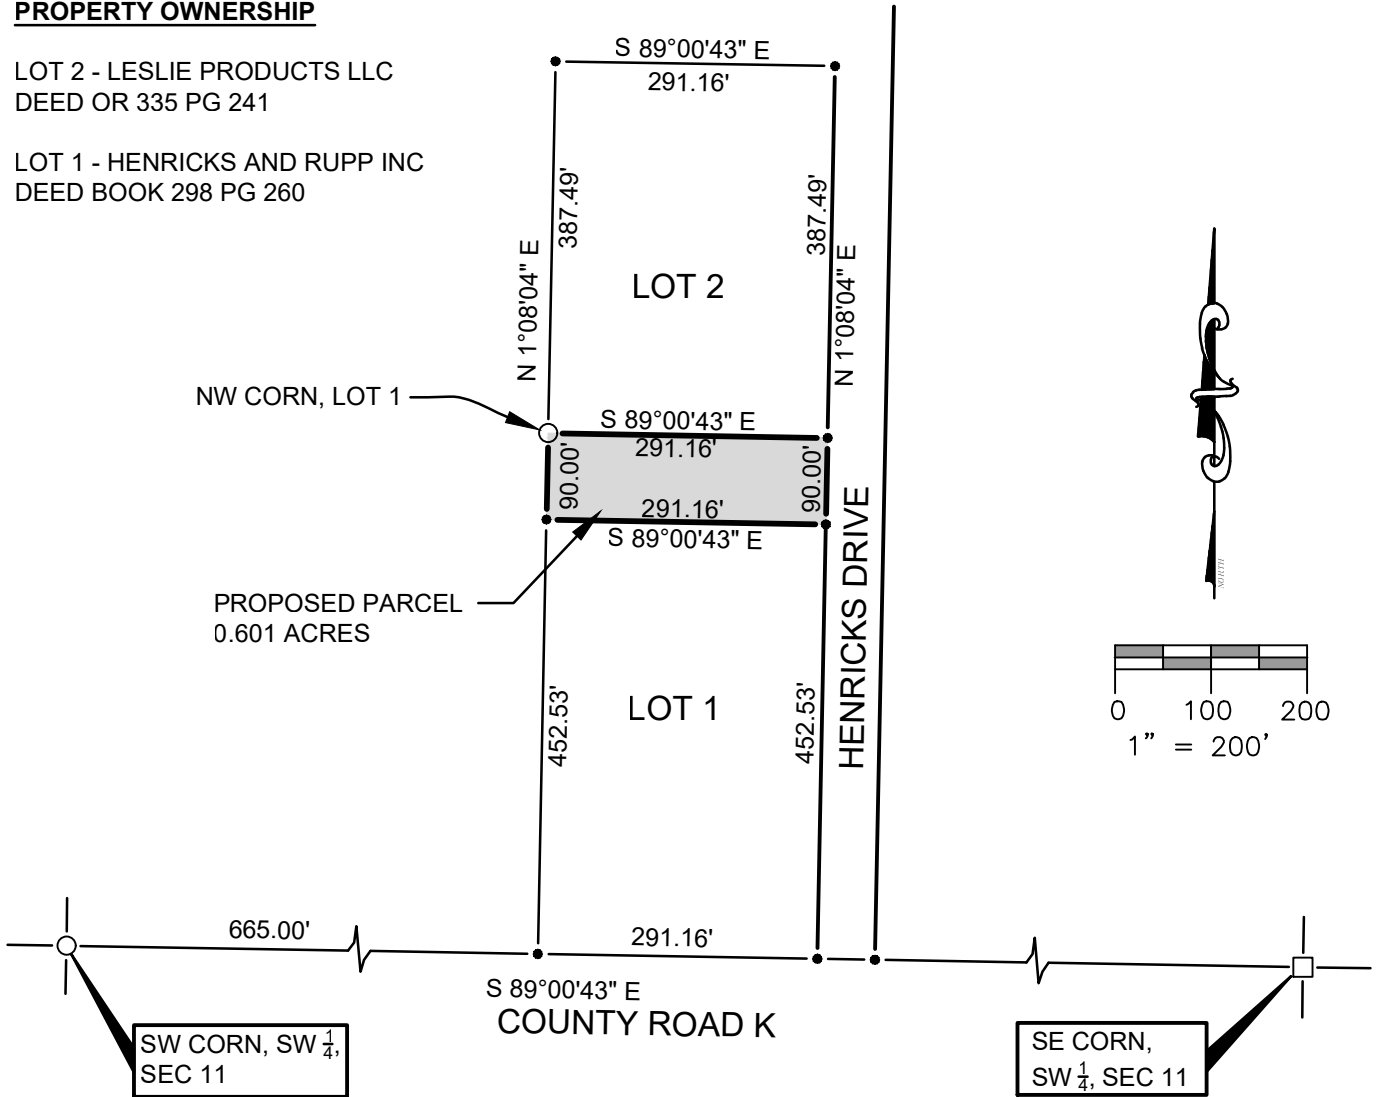 PROPERTY OWNERSHIP
LOT 2 - LESLIE PRODUCTS LLC
DEED OR 335 PG 241
LOT 1 - HENRICKS AND RUPP INC
DEED BOOK 298 PG 260
S 89°00'43" E
291.16'
387.49'
N 1°08'04" E
387.49'
N 1°08'04" E
LOT 2
NW CORN, LOT 1
S 89°00'43" E
291.16'
90.00'
90.00'
291.16'
S 89°00'43" E
PROPOSED PARCEL
0.601 ACRES
HENRICKS DRIVE
NORTH
0 100 200
1” = 200’
LOT 1
452.53'
452.53'
665.00'
291.16'
S 89°00'43" E
COUNTY ROAD K
SW CORN, SW 1/4,
SEC 11
SE CORN,
SW 1/4, SEC 11